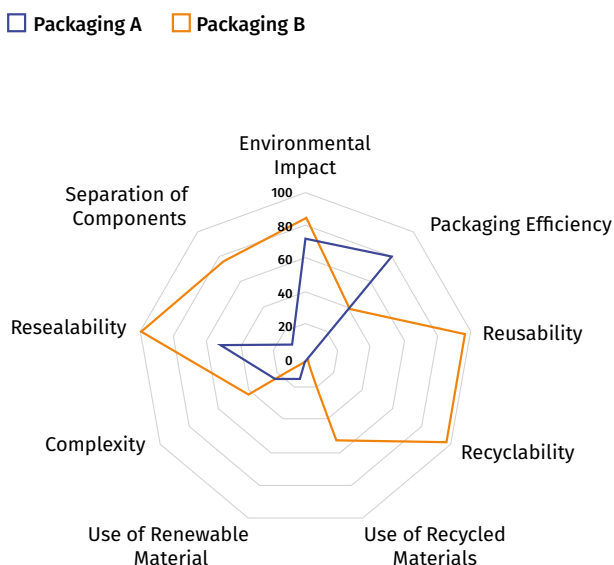 Packaging A
Packaging B
Environmental
Impact
Separation of
Components
100
Packaging Efficiency
80
60
40
Resealability
Reusability
20
0
Complexity
Recyclability
Use of Renewable
Material
Use of Recycled
Materials